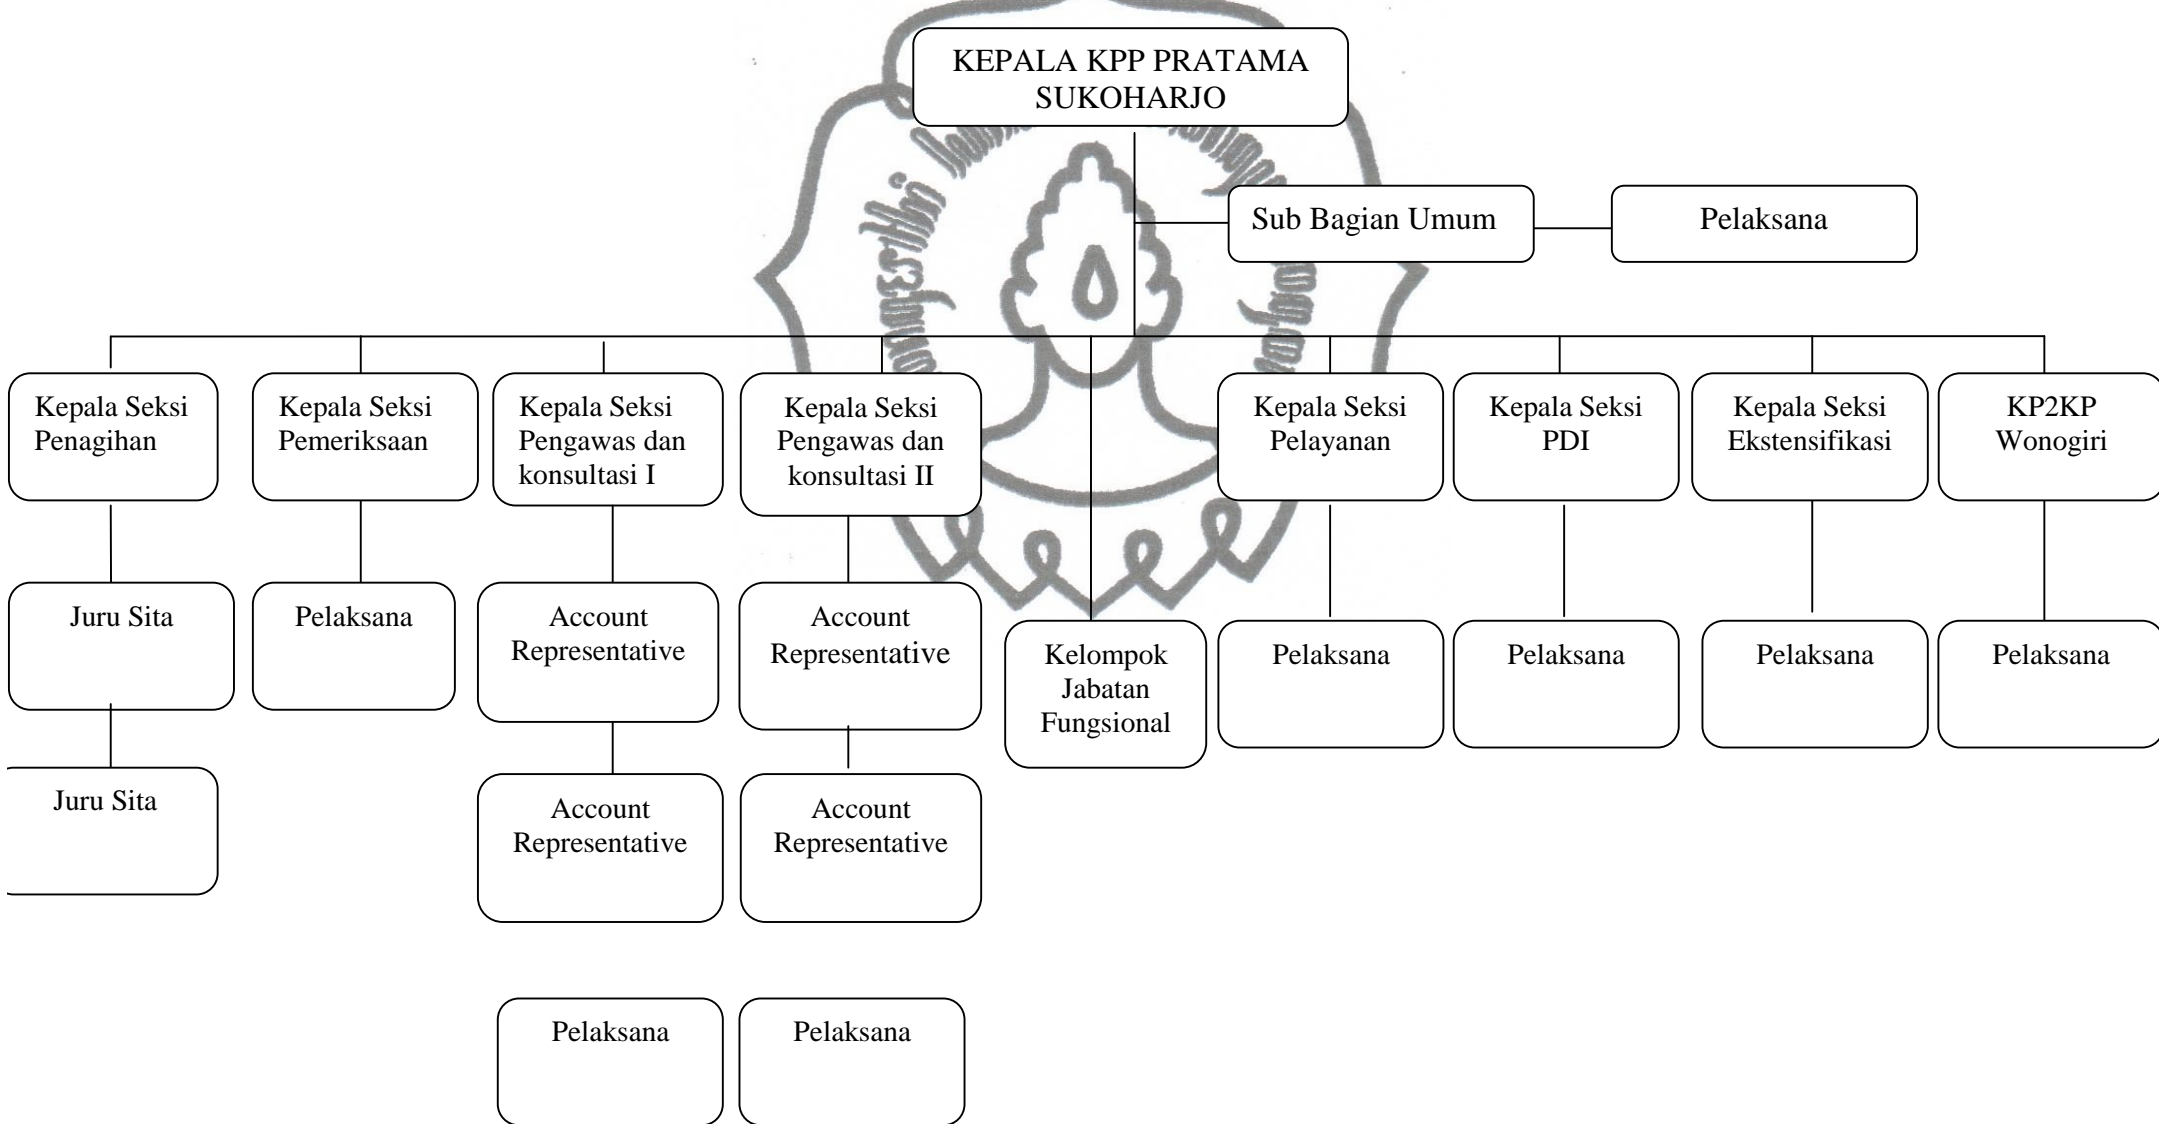 KEPALA KPP PRATAMA
SUKOHARJO
Sub Bagian Umum
Pelaksana
Kepala Seksi
Penagihan
Kepala Seksi
Pemeriksaan
Kepala Seksi
Pengawas dan
konsultasi I
Kepala Seksi
Pengawas dan
konsultasi II
Kepala Seksi
Pelayanan
Kepala Seksi
PDI
Kepala Seksi
Ekstensifikasi
KP2KP
Wonogiri
Juru Sita
Pelaksana
Account
Representative
Account
Representative
Kelompok
Jabatan
Fungsional
Pelaksana
Pelaksana
Pelaksana
Pelaksana
Juru Sita
Account
Representative
Account
Representative
Pelaksana
Pelaksana